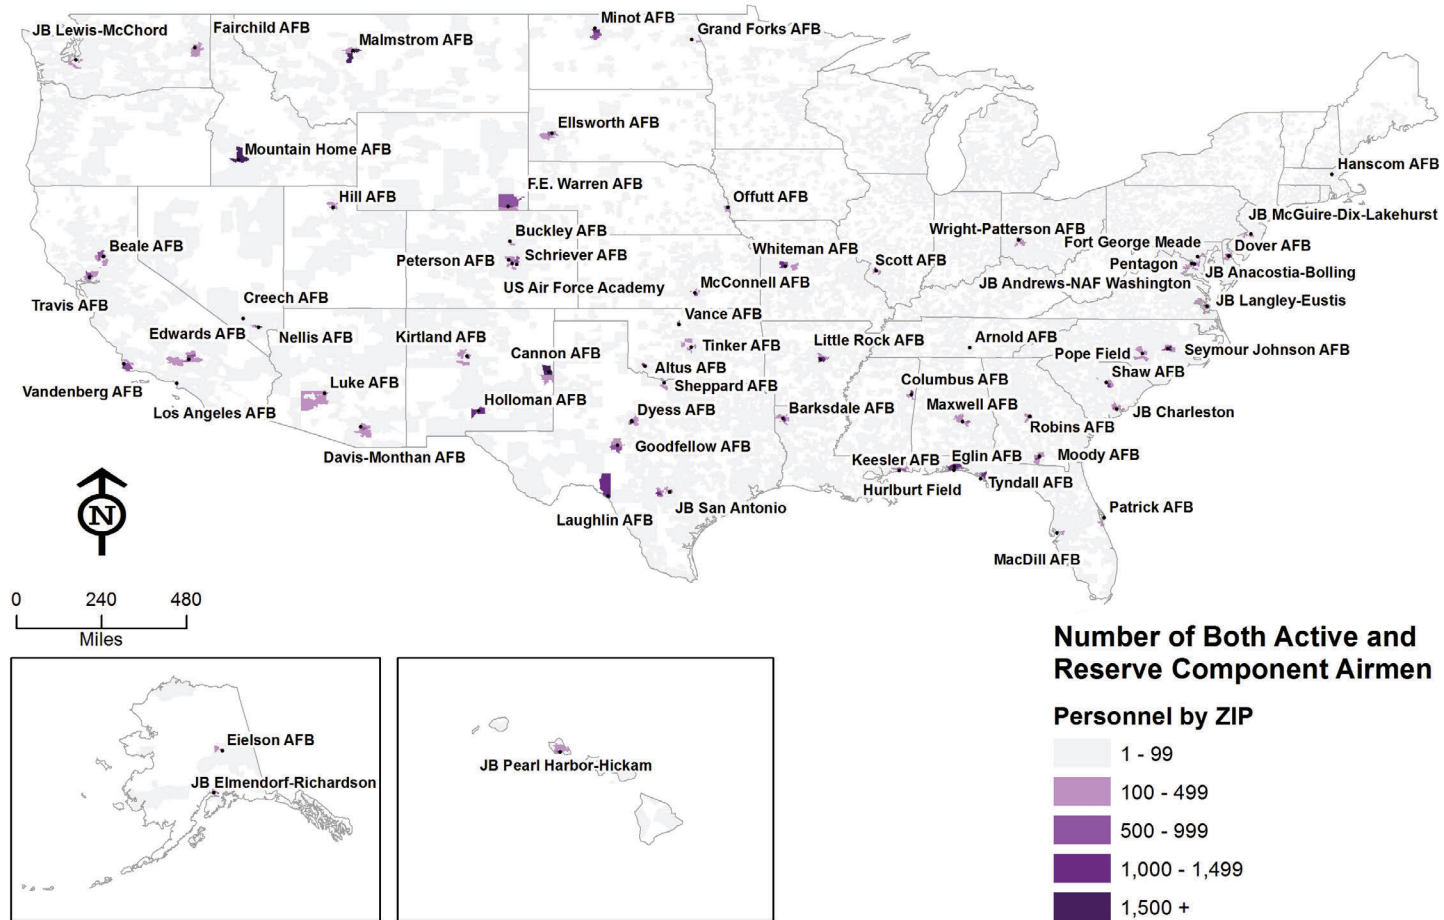 JB Lewis-McChord
Fairchild AFB
Malmstrom AFB
Minot AFB
Grand Forks AFB
Ellsworth AFB
Mountain Home AFB
Hanscom AFB
F.E. Warren AFB
Hill AFB
Offutt AFB
JB McGuire-Dix-Lakehurst
Wright-Patterson AFB
Buckley AFB
Beale AFB
Whiteman AFB
Fort George Meade
Dover AFB
Peterson AFB
Schriever AFB
Scott AFB
Pentagon
JB Anacostia-Bolling
US Air Force Academy
McConnell AFB
JB Andrews-NAF Washington
Travis AFB
Creech AFB
JB Langley-Eustis
Vance AFB
Edwards AFB
Nellis AFB
Kirtland AFB
Tinker AFB
Little Rock AFB
Arnold AFB
Pope Field
Seymour Johnson AFB
Cannon AFB
Altus AFB
Shaw AFB
Vandenberg AFB
Luke AFB
Sheppard AFB
Columbus AFB
Los Angeles AFB
Holloman AFB
Dyess AFB
Barksdale AFB
Maxwell AFB
JB Charleston
Robins AFB
Davis-Monthan AFB
Goodfellow AFB
Keesler AFB
Eglin AFB
Moody AFB
Hurlburt Field
Tyndall AFB
N
Laughlin AFB
JB San Antonio
Patrick AFB
MacDill AFB
0 240 480
Miles
Number of Both Active and
Reserve Component Airmen
Personnel by ZIP
1 - 99
100 - 499
500 - 999
1,000 - 1,499
1,500 +
Eielson AFB
JB Elmendorf-Richardson
JB Pearl Harbor-Hickam